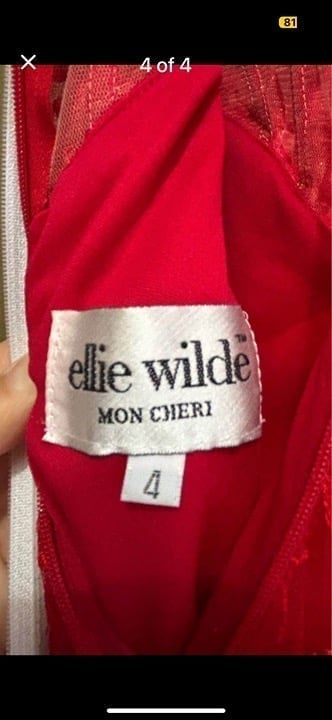 81
4 of 4
ellie wilde™
MON CHERI
4